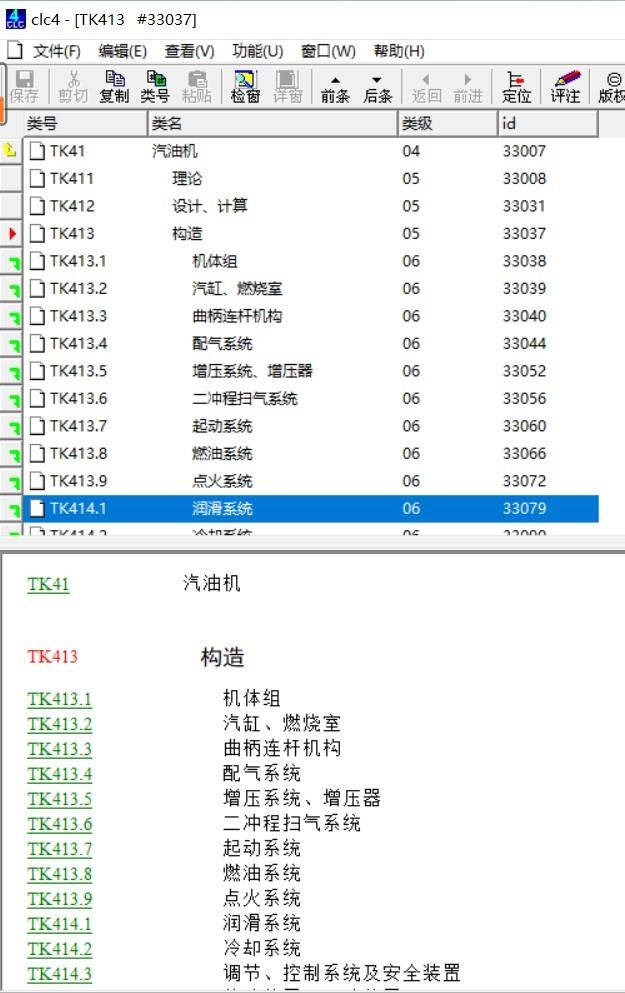 clc4 - [TK413 #33037]
文件(F) 编辑(E) 查看(V) 功能(U) 窗口(W) 帮助(H)
保存 剪切 复制 类号 粘贴 检窗 详窗 前条 后条 返回 前进 定位 评注 版权
类号 类名 类级 id
TK41 汽油机 04 33007
TK411 理论 05 33008
TK412 设计、计算 05 33031
TK413 构造 05 33037
TK413.1 机体组 06 33038
TK413.2 汽缸、燃烧室 06 33039
TK413.3 曲柄连杆机构 06 33040
TK413.4 配气系统 06 33044
TK413.5 增压系统、增压器 06 33052
TK413.6 二冲程扫气系统 06 33056
TK413.7 起动系统 06 33060
TK413.8 燃油系统 06 33066
TK413.9 点火系统 06 33072
TK414.1 润滑系统 06 33079
TK414.2 冷却系统 06 33090
TK41 汽油机
TK413 构造
TK413.1 机体组
TK413.2 汽缸、燃烧室
TK413.3 曲柄连杆机构
TK413.4 配气系统
TK413.5 增压系统、增压器
TK413.6 二冲程扫气系统
TK413.7 起动系统
TK413.8 燃油系统
TK413.9 点火系统
TK414.1 润滑系统
TK414.2 冷却系统
TK414.3 调节、控制系统及安全装置